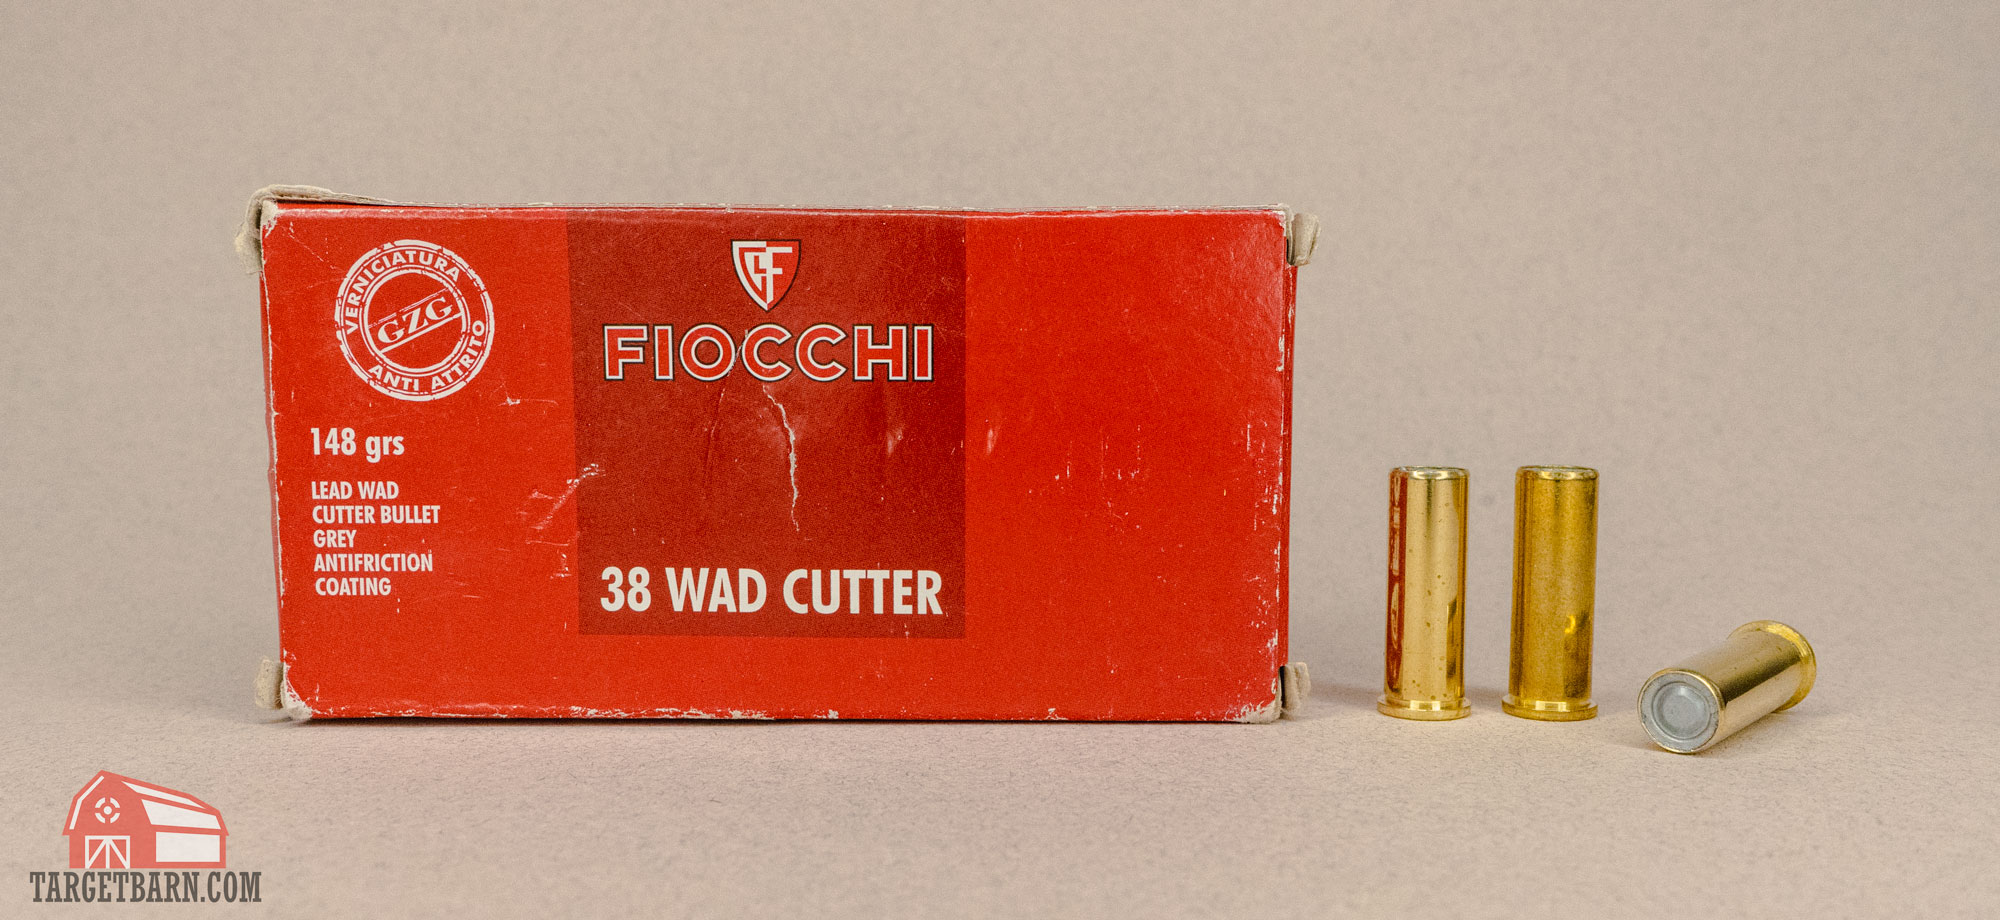 VERNICIATURA
GZG
ANTI ATTRITO
148 grs
LEAD WAD
CUTTER BULLET
GREY
ANTIFRICTION
COATING
GF
FIOCCHI
38 WAD CUTTER
TARGETBARN.COM